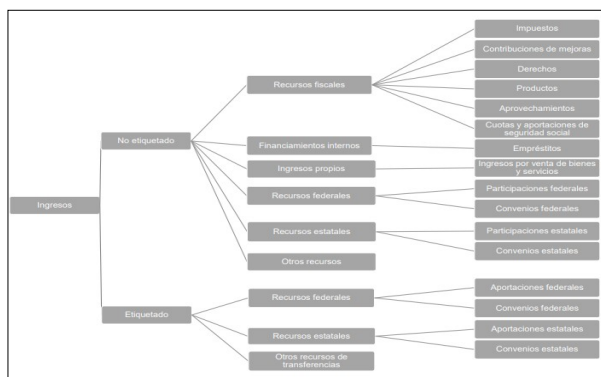 Ingresos
No etiquetado
Recursos fiscales
Impuestos
Contribuciones de mejoras
Derechos
Productos
Aprovechamientos
Cuotas y aportaciones de
seguridad social
Financiamientos internos
Empréstitos
Ingresos propios
Ingresos por venta de bienes
y servicios
Recursos federales
Participaciones federales
Convenios federales
Recursos estatales
Participaciones estatales
Convenios estatales
Otros recursos
Etiquetado
Recursos federales
Aportaciones federales
Convenios federales
Recursos estatales
Aportaciones estatales
Convenios estatales
Otros recursos de
transferencias